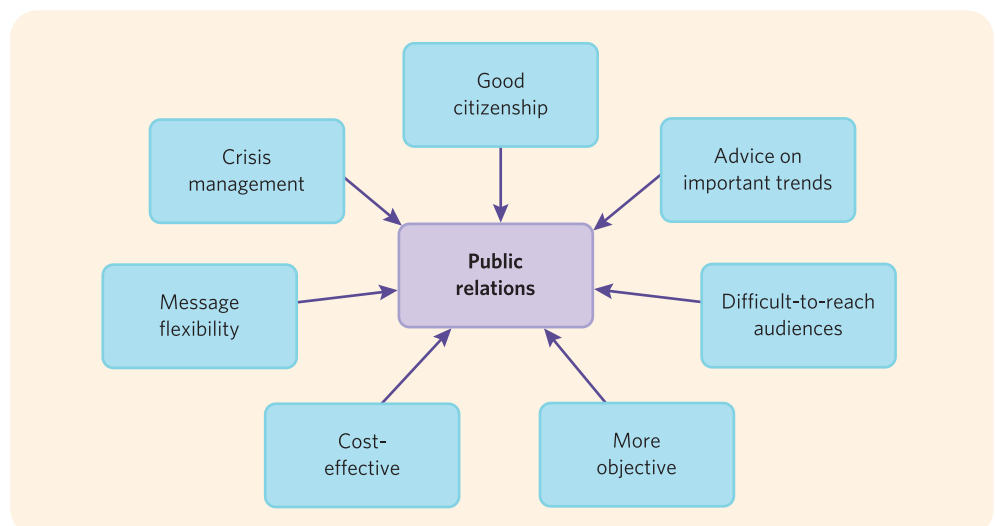 Good
citizenship
Crisis
management
Advice on
important trends
Public
relations
Message
flexibility
Difficult-to-reach
audiences
Cost-
effective
More
objective